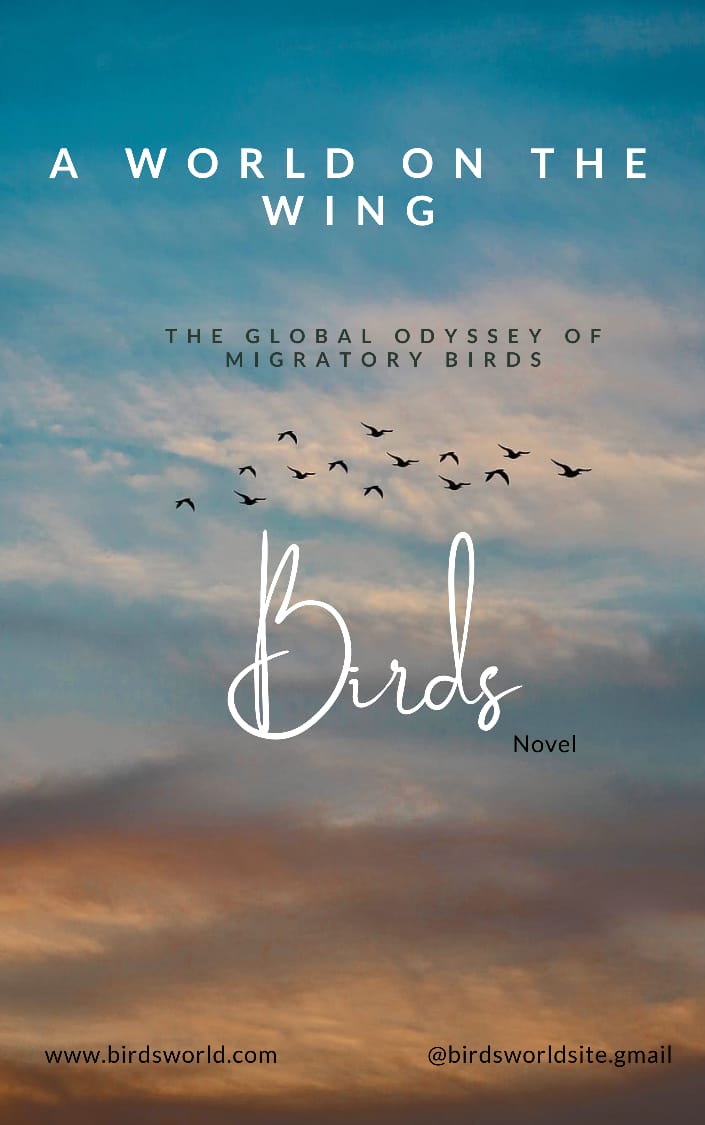 A WORLD ON THE
WING
THE GLOBAL ODYSSEY OF
MIGRATORY BIRDS
Birds
Novel
www.birdsworld.com
@birdsworldsite.gmail